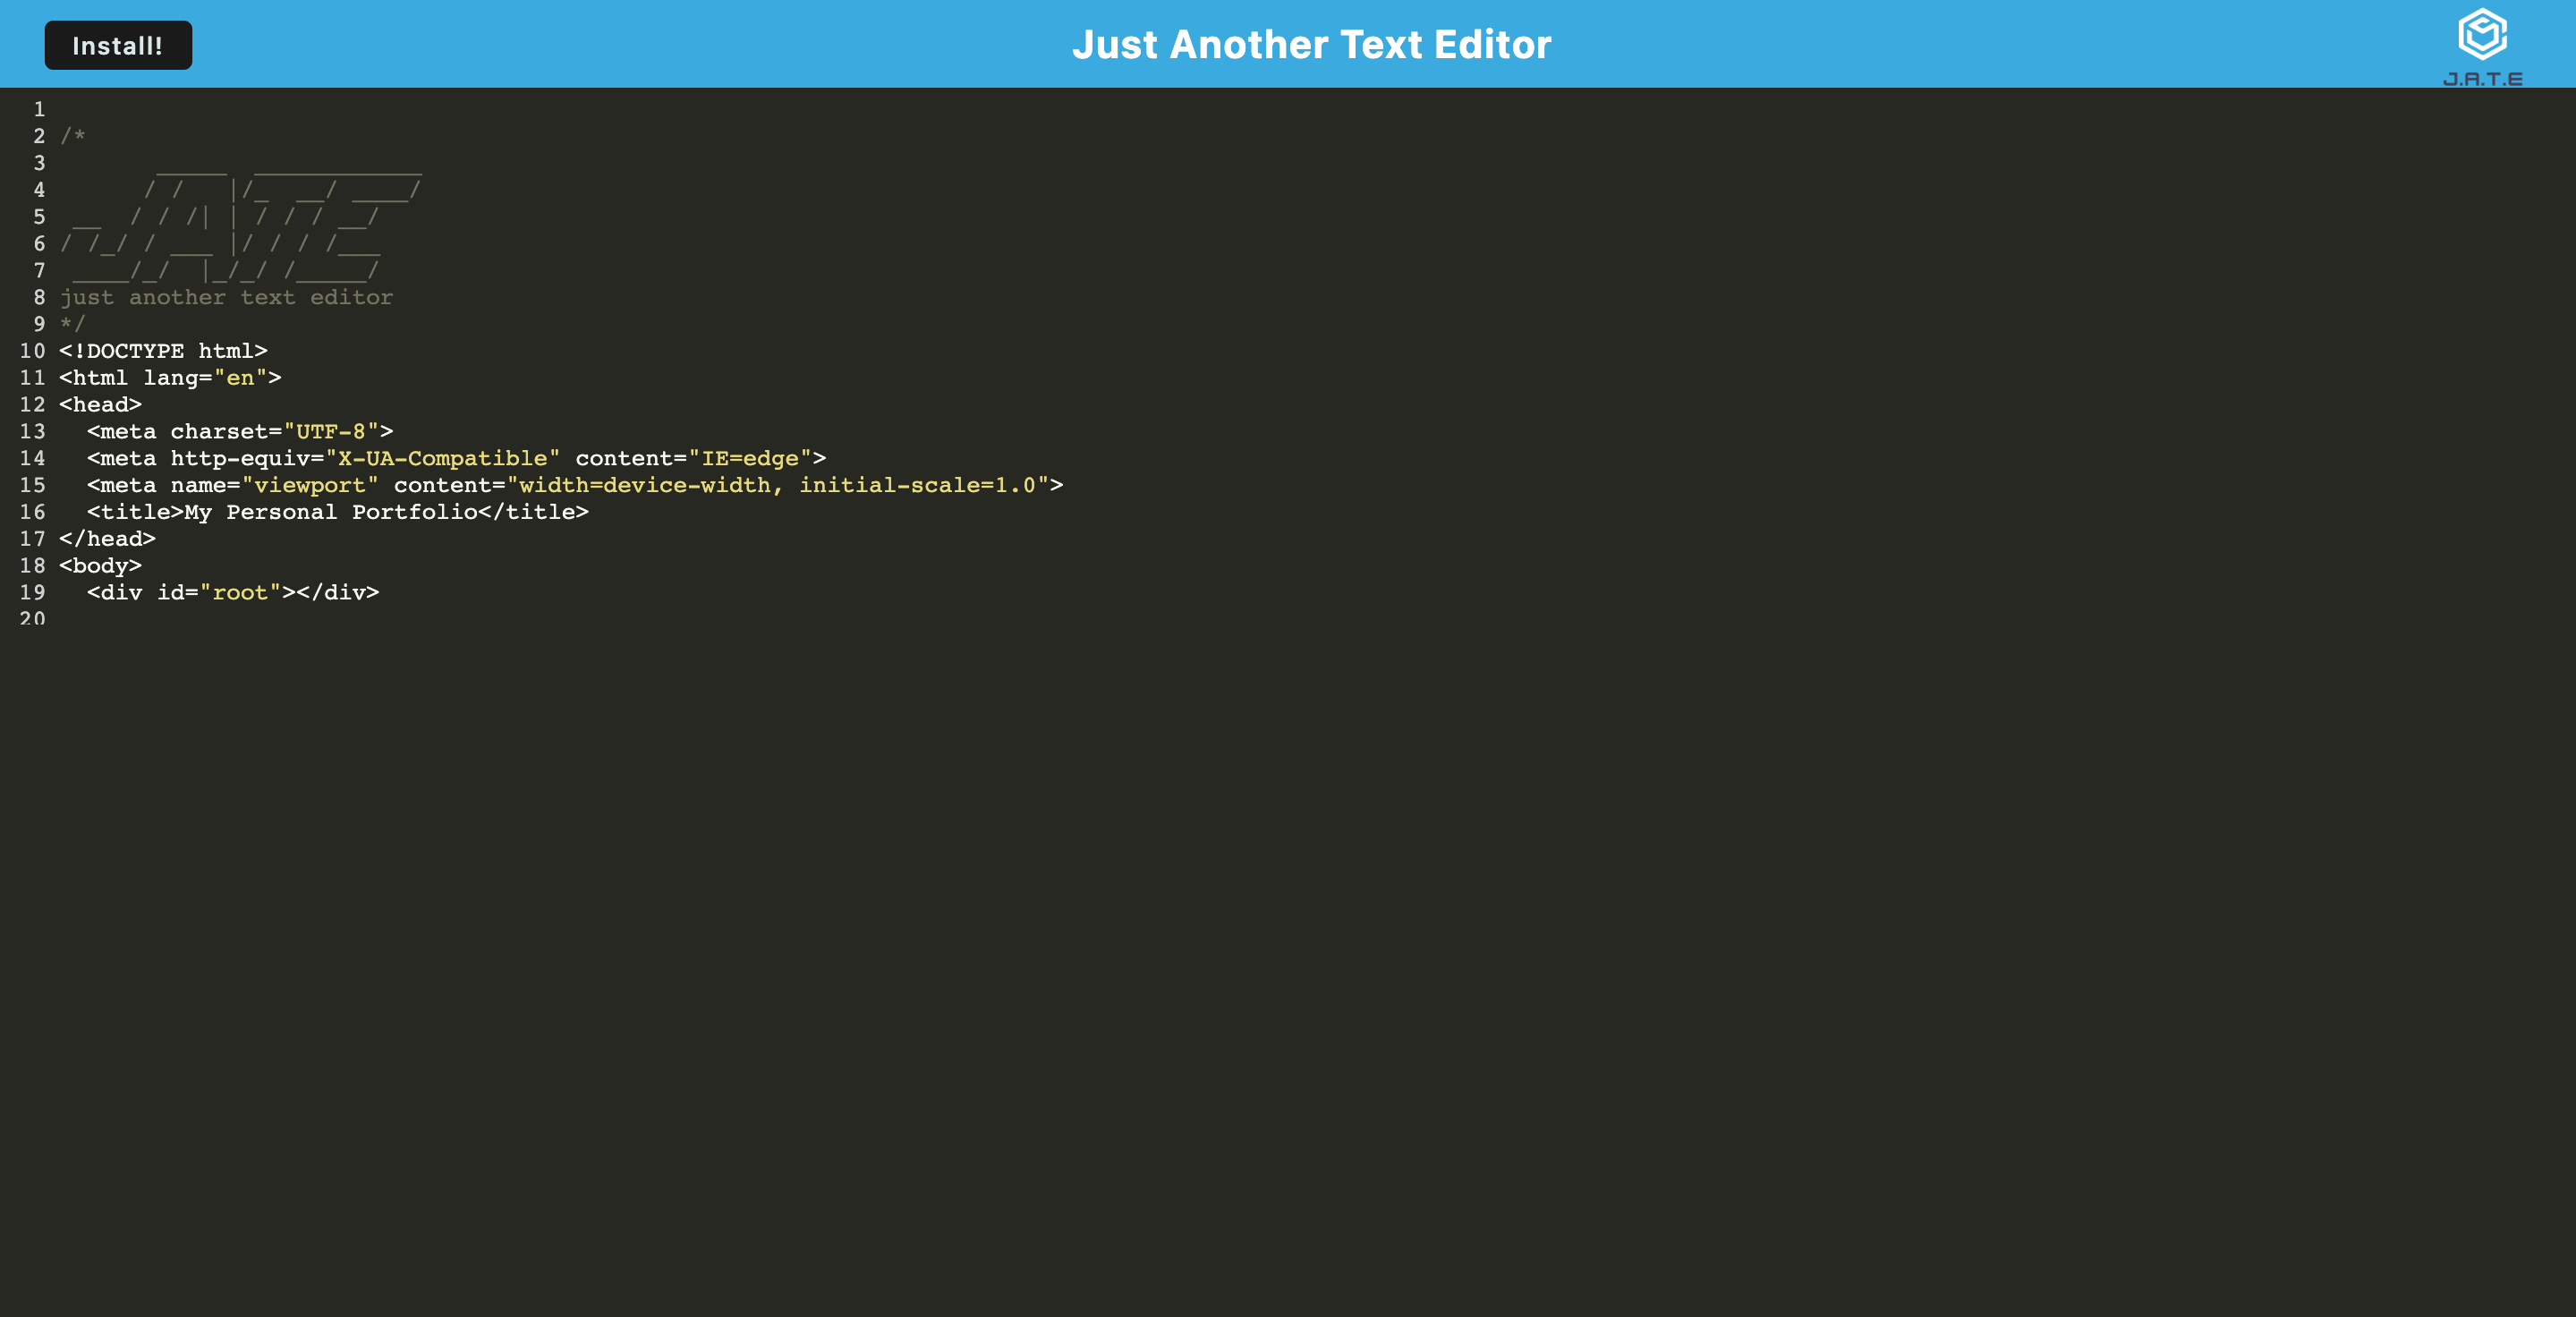 Install!
Just Another Text Editor
J.A.T.E
1
2 /*
3        _____  ____________
4       / /   |/_  __/ ____/
5  __  / / /| | / / / __/
6 / /_/ / ___ |/ / / /___
7  ____/_/  |_/_/ /_____/
8 just another text editor
9 */
10 <!DOCTYPE html>
11 <html lang="en">
12 <head>
13   <meta charset="UTF-8">
14   <meta http-equiv="X-UA-Compatible" content="IE=edge">
15   <meta name="viewport" content="width=device-width, initial-scale=1.0">
16   <title>My Personal Portfolio</title>
17 </head>
18 <body>
19   <div id="root"></div>
20